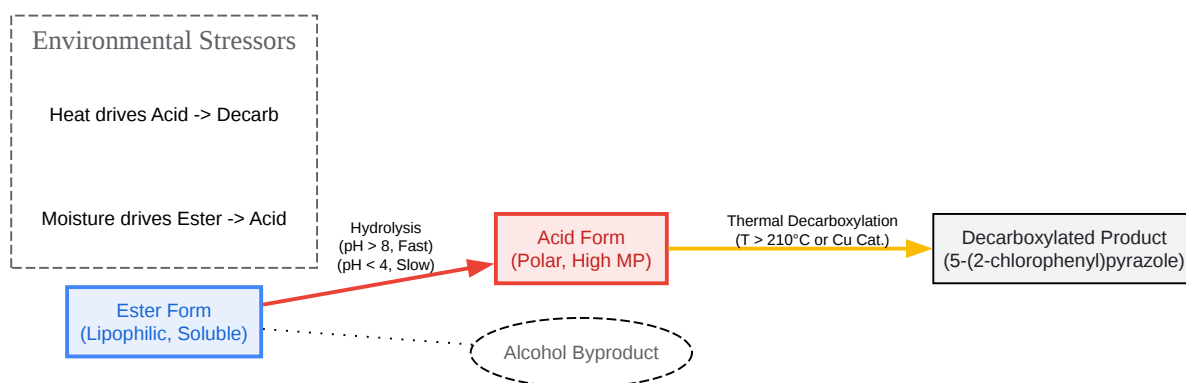 Environmental Stressors
Heat drives Acid -> Decarb
Moisture drives Ester -> Acid
Hydrolysis
(pH > 8, Fast)
(pH < 4, Slow)
Ester Form
(Lipophilic, Soluble)
Alcohol Byproduct
Acid Form
(Polar, High MP)
Thermal Decarboxylation
(T > 210°C or Cu Cat.)
Decarboxylated Product
(5-(2-chlorophenyl)pyrazole)